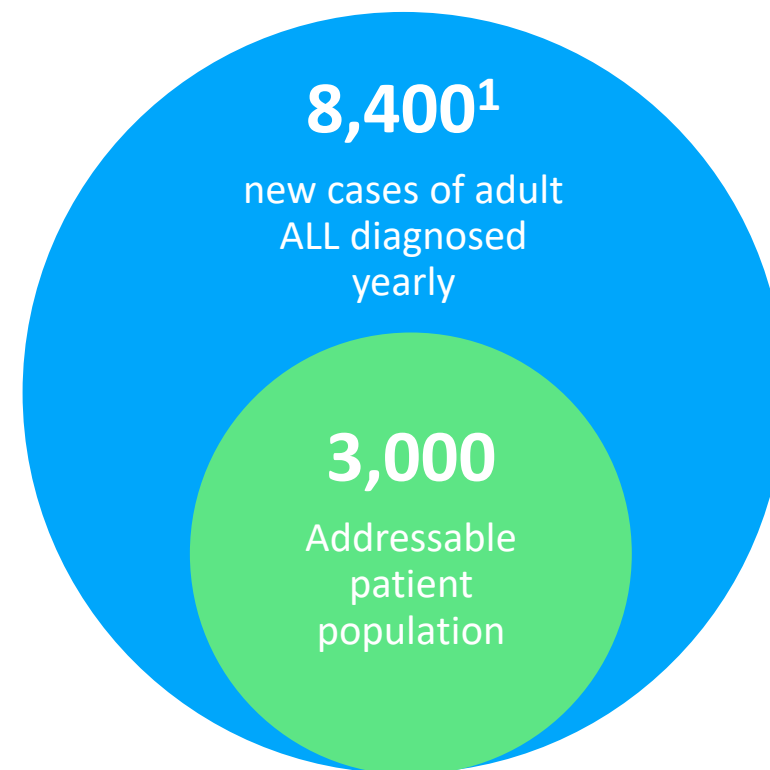 8,400¹
new cases of adult
ALL diagnosed
yearly
3,000
Addressable
patient
population